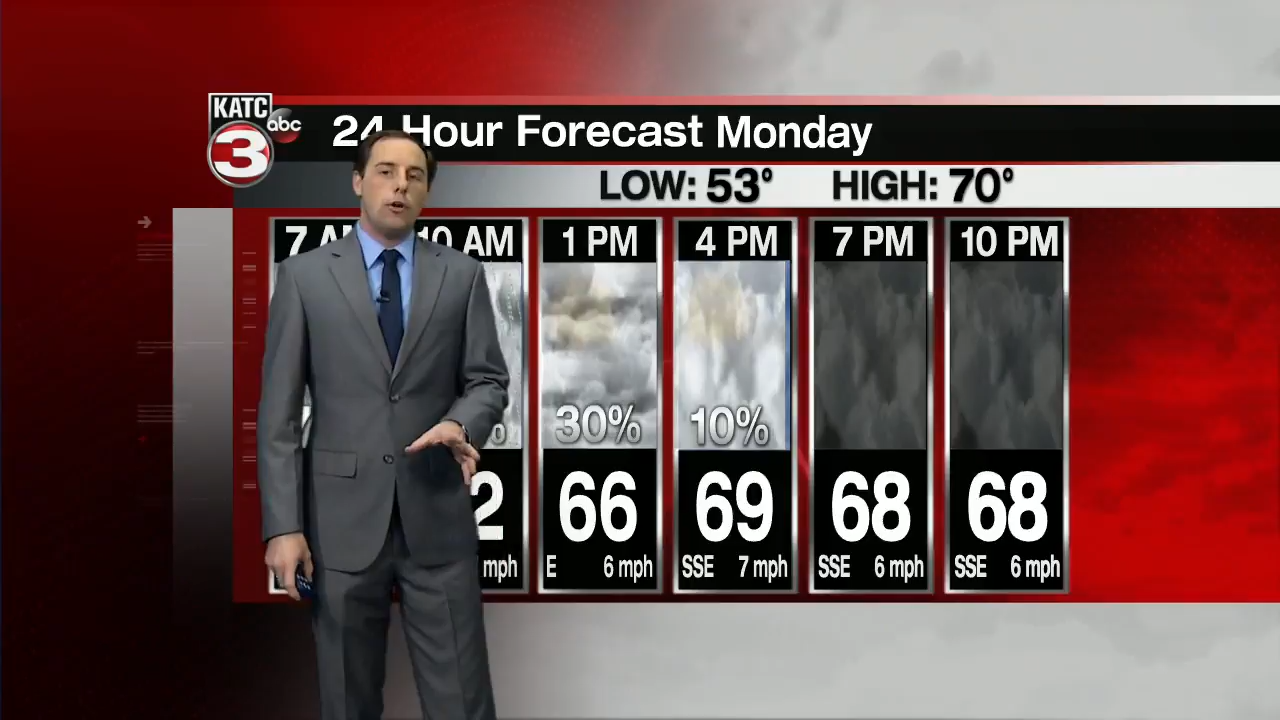 KATC
abc
3
24 Hour Forecast Monday
LOW: 53° HIGH: 70°
7 10 AM 1 PM 4 PM 7 PM 10 PM
% 30% 10%
2 66 69 68 68
mph E 6 mph SSE 7 mph SSE 6 mph SSE 6 mph